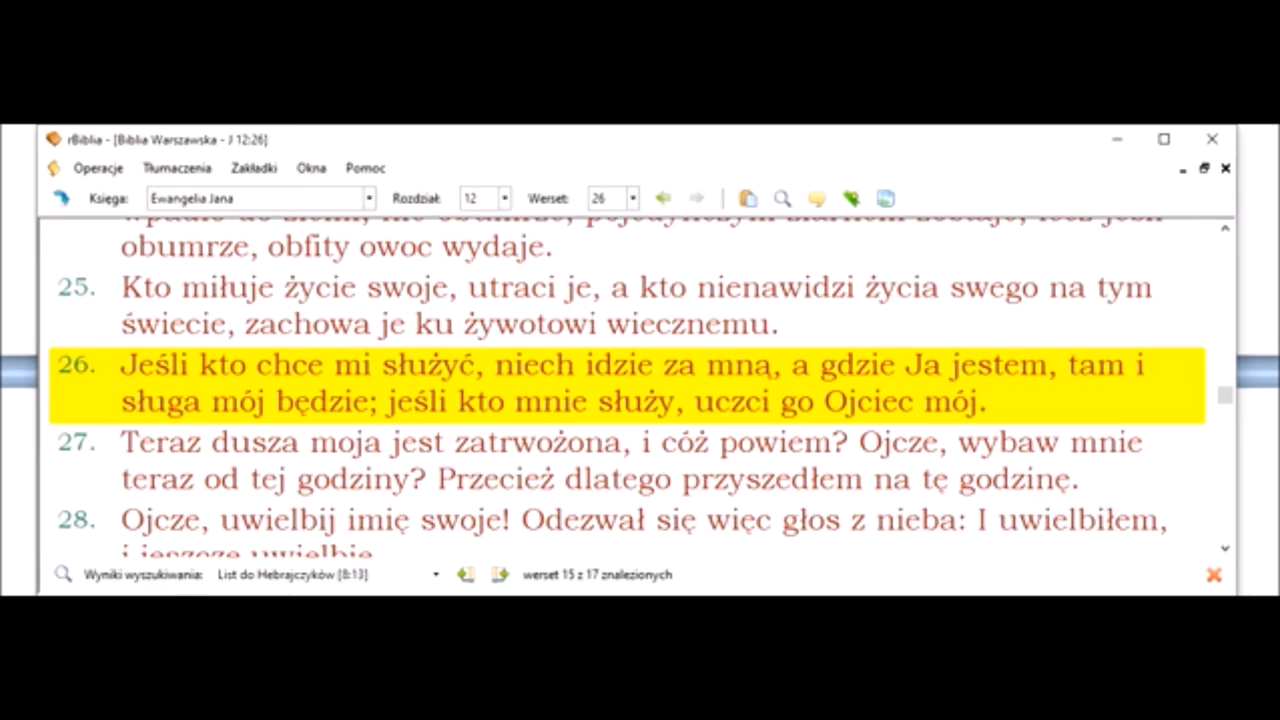 rBiblia - [Biblia Warszawska - J 12:26]
Operacje Tłumaczenia Zakładki Okna Pomoc
Księga: Ewangelia Jana Rozdział: 12 Werset: 26
obumrze, obfity owoc wydaje.
25. Kto miłuje życie swoje, utraci je, a kto nienawidzi życia swego na tym
świecie, zachowa je ku żywotowi wiecznemu.
26. Jeśli kto chce mi służyć, niech idzie za mną, a gdzie Ja jestem, tam i
sługa mój będzie; jeśli kto mnie służy, uczci go Ojciec mój.
27. Teraz dusza moja jest zatrwożona, i cóż powiem? Ojcze, wybaw mnie
teraz od tej godziny? Przecież dlatego przyszedłem na tę godzinę.
28. Ojcze, uwielbij imię swoje! Odezwał się więc głos z nieba: I uwielbiłem,
i jeszcze uwielbię
Wyniki wyszukiwania: List do Hebrajczyków [8:13] werset 15 z 17 znalezionych